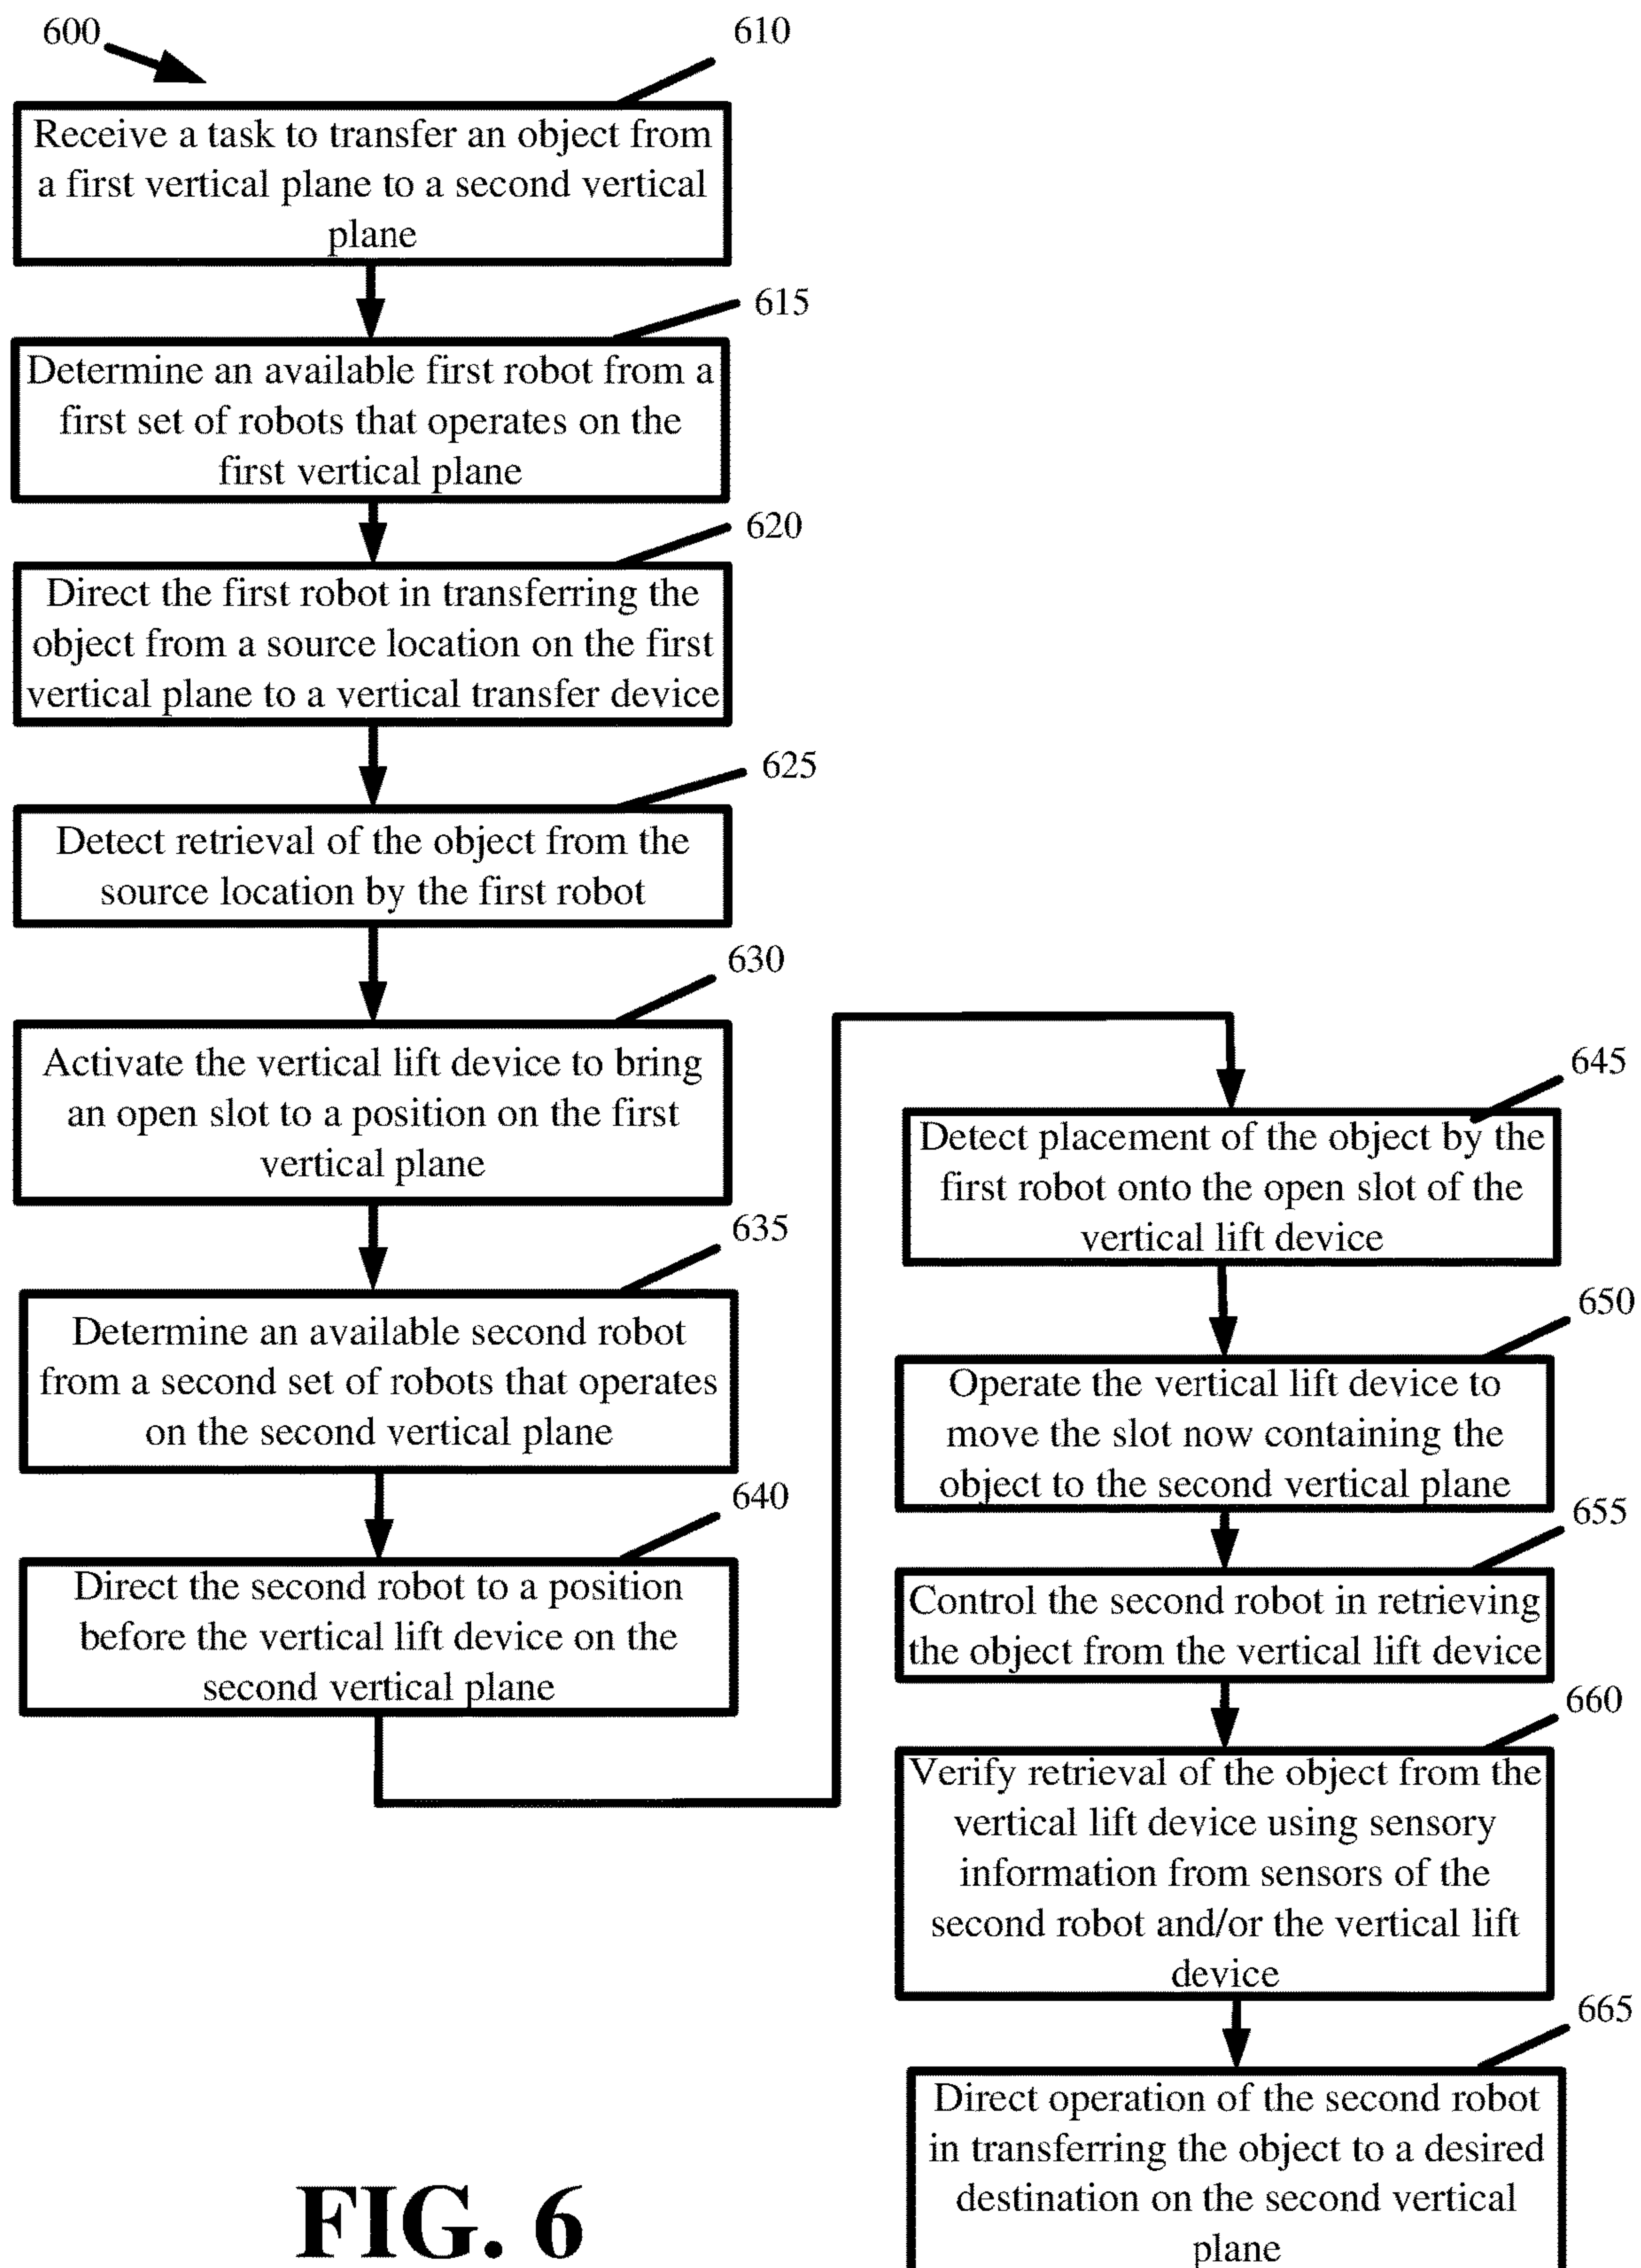 600
610
Receive a task to transfer an object from
a first vertical plane to a second vertical
plane
615
Determine an available first robot from a
first set of robots that operates on the
first vertical plane
620
Direct the first robot in transferring the
object from a source location on the first
vertical plane to a vertical transfer device
625
Detect retrieval of the object from the
source location by the first robot
630
Activate the vertical lift device to bring
an open slot to a position on the first
vertical plane
635
Determine an available second robot
from a second set of robots that operates
on the second vertical plane
640
Direct the second robot to a position
before the vertical lift device on the
second vertical plane
645
Detect placement of the object by the
first robot onto the open slot of the
vertical lift device
650
Operate the vertical lift device to
move the slot now containing the
object to the second vertical plane
655
Control the second robot in retrieving
the object from the vertical lift device
660
Verify retrieval of the object from the
vertical lift device using sensory
information from sensors of the
second robot and/or the vertical lift
device
665
Direct operation of the second robot
in transferring the object to a desired
destination on the second vertical
plane
FIG. 6